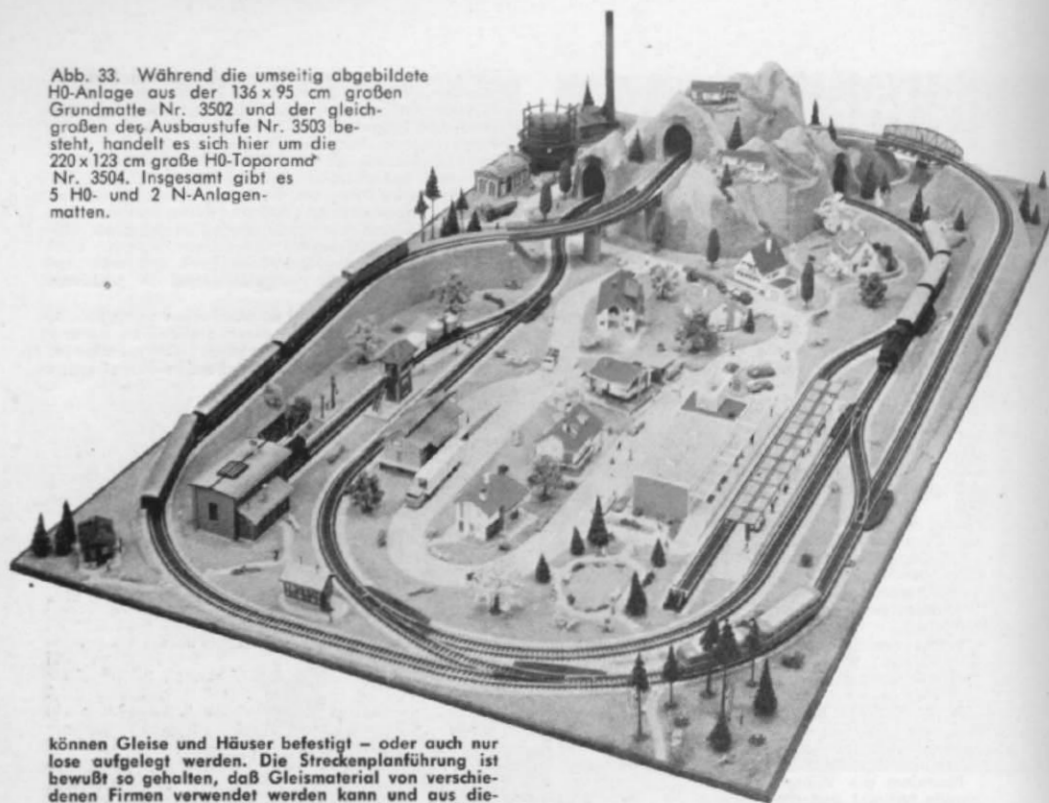 Abb. 33. Während die umseitig abgebildete
H0-Anlage aus der 136 x 95 cm großen
Grundmatte Nr. 3502 und der gleich-
großen der Ausbaustufe Nr. 3503 be-
steht, handelt es sich hier um die
220 x 123 cm große H0-Toporama
Nr. 3504. Insgesamt gibt es
5 H0- und 2 N-Anlagen-
matten.
können Gleise und Häuser befestigt – oder auch nur
lose aufgelegt werden. Die Streckenplanführung ist
bewußt so gehalten, daß Gleismaterial von verschie-
denen Firmen verwendet werden kann und aus die-